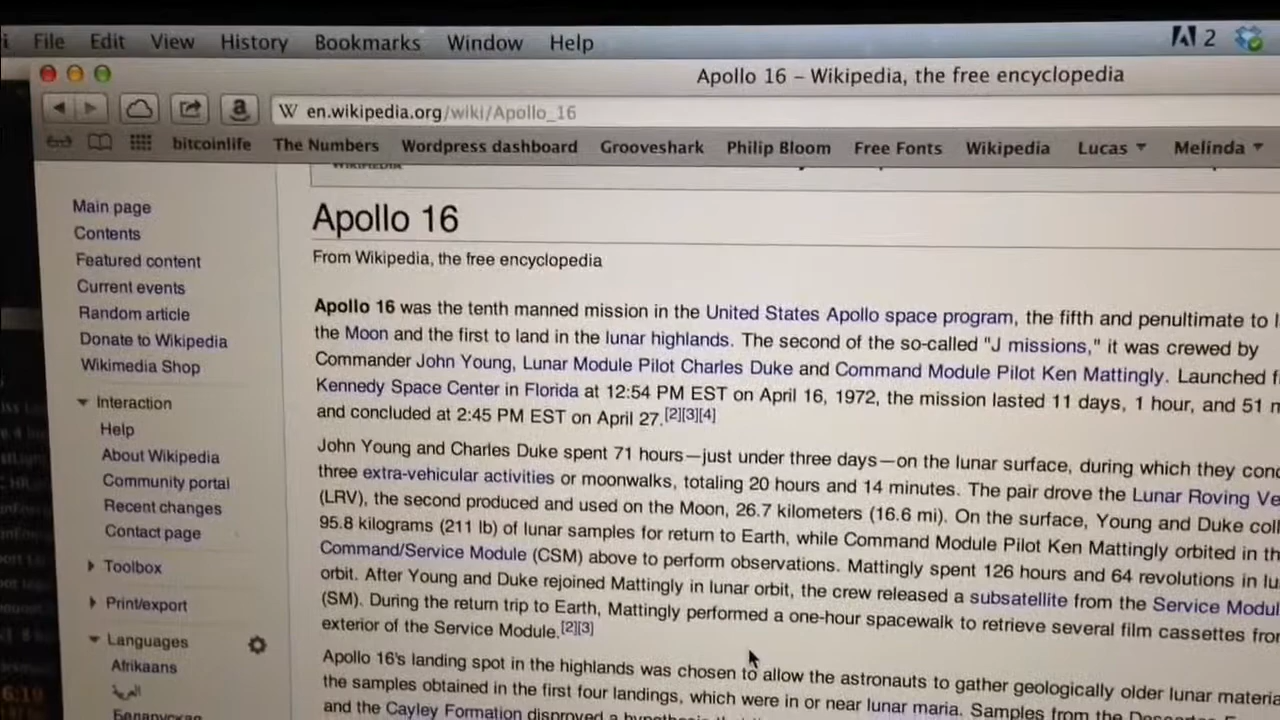 File Edit View History Bookmarks Window Help 2
Apollo 16 – Wikipedia, the free encyclopedia
W en.wikipedia.org/wiki/Apollo_16
bitcoinlife The Numbers Wordpress dashboard Grooveshark Philip Bloom Free Fonts Wikipedia Lucas Melinda
Main page
Contents
Featured content
Current events
Random article
Donate to Wikipedia
Wikimedia Shop
Interaction
Help
About Wikipedia
Community portal
Recent changes
Contact page
Toolbox
Print/export
Languages
Afrikaans
العربية
Беларуская
Apollo 16
From Wikipedia, the free encyclopedia
Apollo 16 was the tenth manned mission in the United States Apollo space program, the fifth and penultimate to
the Moon and the first to land in the lunar highlands. The second of the so-called "J missions," it was crewed by
Commander John Young, Lunar Module Pilot Charles Duke and Command Module Pilot Ken Mattingly. Launched
Kennedy Space Center in Florida at 12:54 PM EST on April 16, 1972, the mission lasted 11 days, 1 hour, and 51
and concluded at 2:45 PM EST on April 27.[2][3][4]
John Young and Charles Duke spent 71 hours—just under three days—on the lunar surface, during which they
three extra-vehicular activities or moonwalks, totaling 20 hours and 14 minutes. The pair drove the Lunar Roving
(LRV), the second produced and used on the Moon, 26.7 kilometers (16.6 mi). On the surface, Young and Duke
95.8 kilograms (211 lb) of lunar samples for return to Earth, while Command Module Pilot Ken Mattingly orbited in
Command/Service Module (CSM) above to perform observations. Mattingly spent 126 hours and 64 revolutions in
orbit. After Young and Duke rejoined Mattingly in lunar orbit, the crew released a subsatellite from the Service
(SM). During the return trip to Earth, Mattingly performed a one-hour spacewalk to retrieve several film cassettes
exterior of the Service Module.[2][3]
Apollo 16's landing spot in the highlands was chosen to allow the astronauts to gather geologically older lunar
the samples obtained in the first four landings, which were in or near lunar maria. Samples from the
and the Cayley Formation disproved a hypothesis